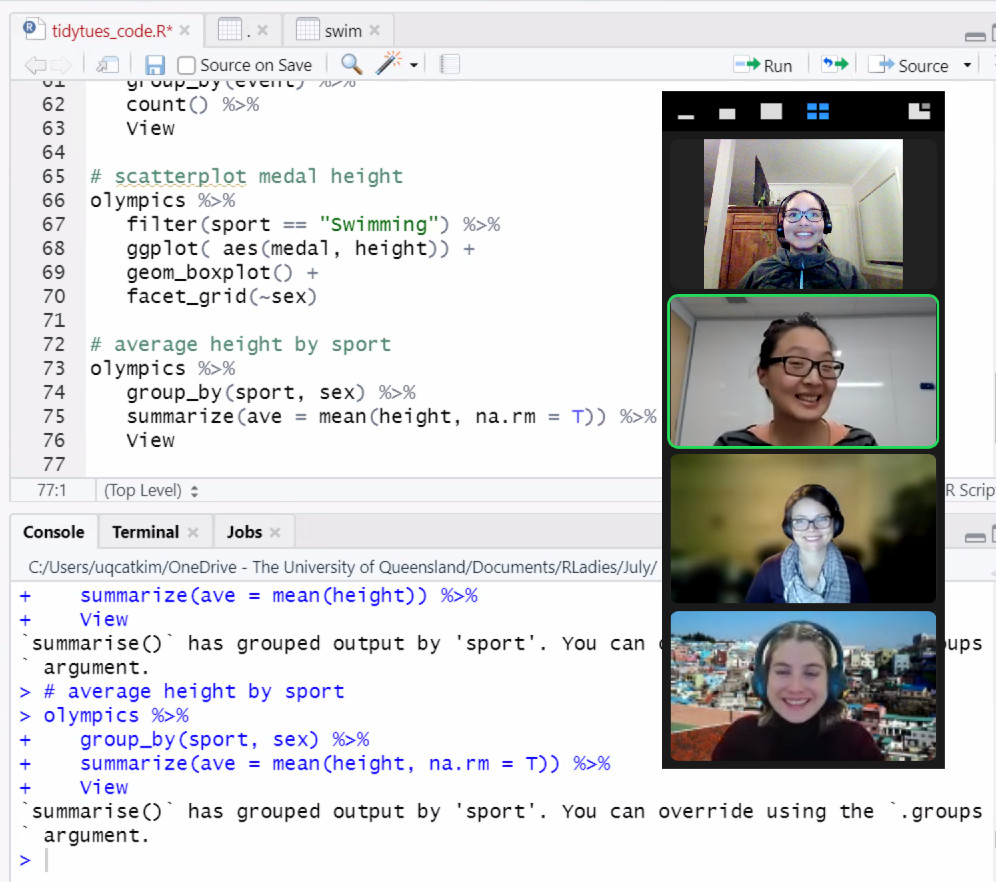 tidytues_code.R*
.
swim
Source on Save
Run
Source
61 group_by(event) %>%
62 count() %>%
63 View
64
65 # scatterplot medal height
66 olympics %>%
67 filter(sport == "Swimming") %>%
68 ggplot( aes(medal, height)) +
69 geom_boxplot() +
70 facet_grid(~sex)
71
72 # average height by sport
73 olympics %>%
74 group_by(sport, sex) %>%
75 summarize(ave = mean(height, na.rm = T)) %>%
76 View
77
77:1 (Top Level) R Scrip
Console Terminal Jobs
C:/Users/uqcatkim/OneDrive - The University of Queensland/Documents/RLadies/July/
+ summarize(ave = mean(height)) %>%
+ View
`summarise()` has grouped output by 'sport'. You can o oups
` argument.
> # average height by sport
> olympics %>%
+ group_by(sport, sex) %>%
+ summarize(ave = mean(height, na.rm = T)) %>%
+ View
`summarise()` has grouped output by 'sport'. You can override using the `.groups
` argument.
>